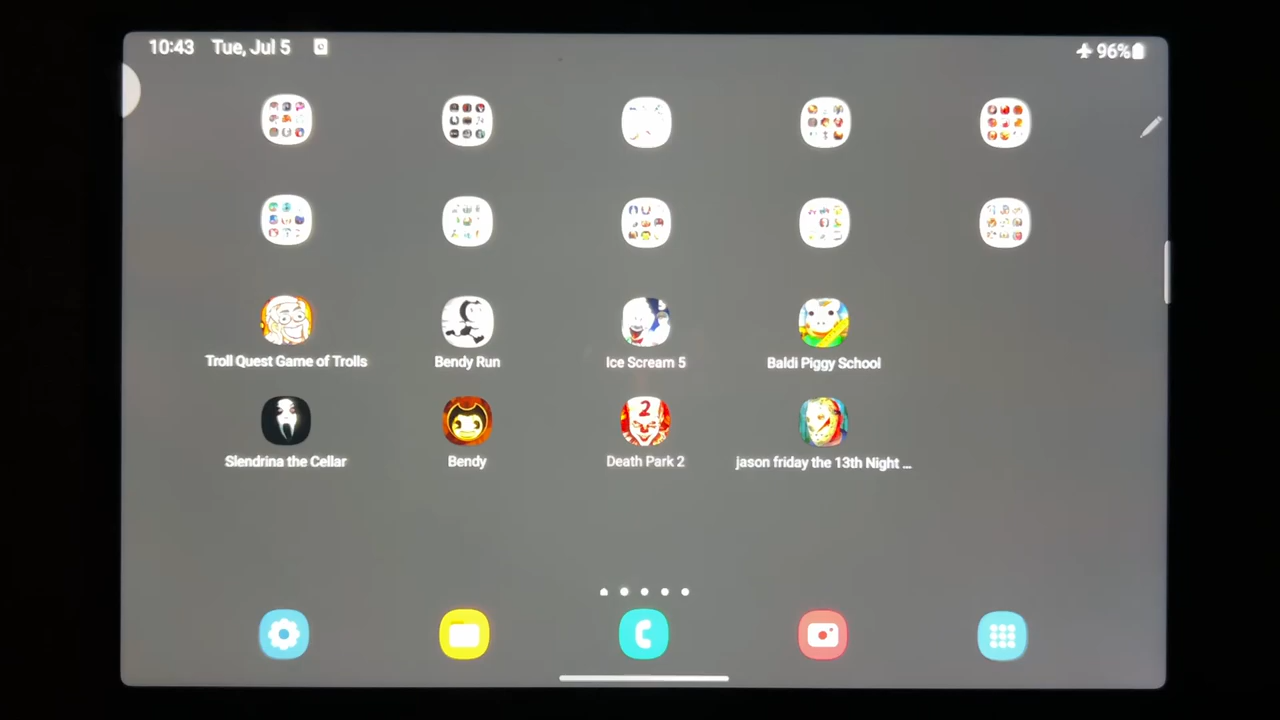 10:43 Tue, Jul 5 96%
Troll Quest Game of Trolls Bendy Run Ice Scream 5 Baldi Piggy School
2
Slendrina the Cellar Bendy Death Park 2 jason friday the 13th Night ...